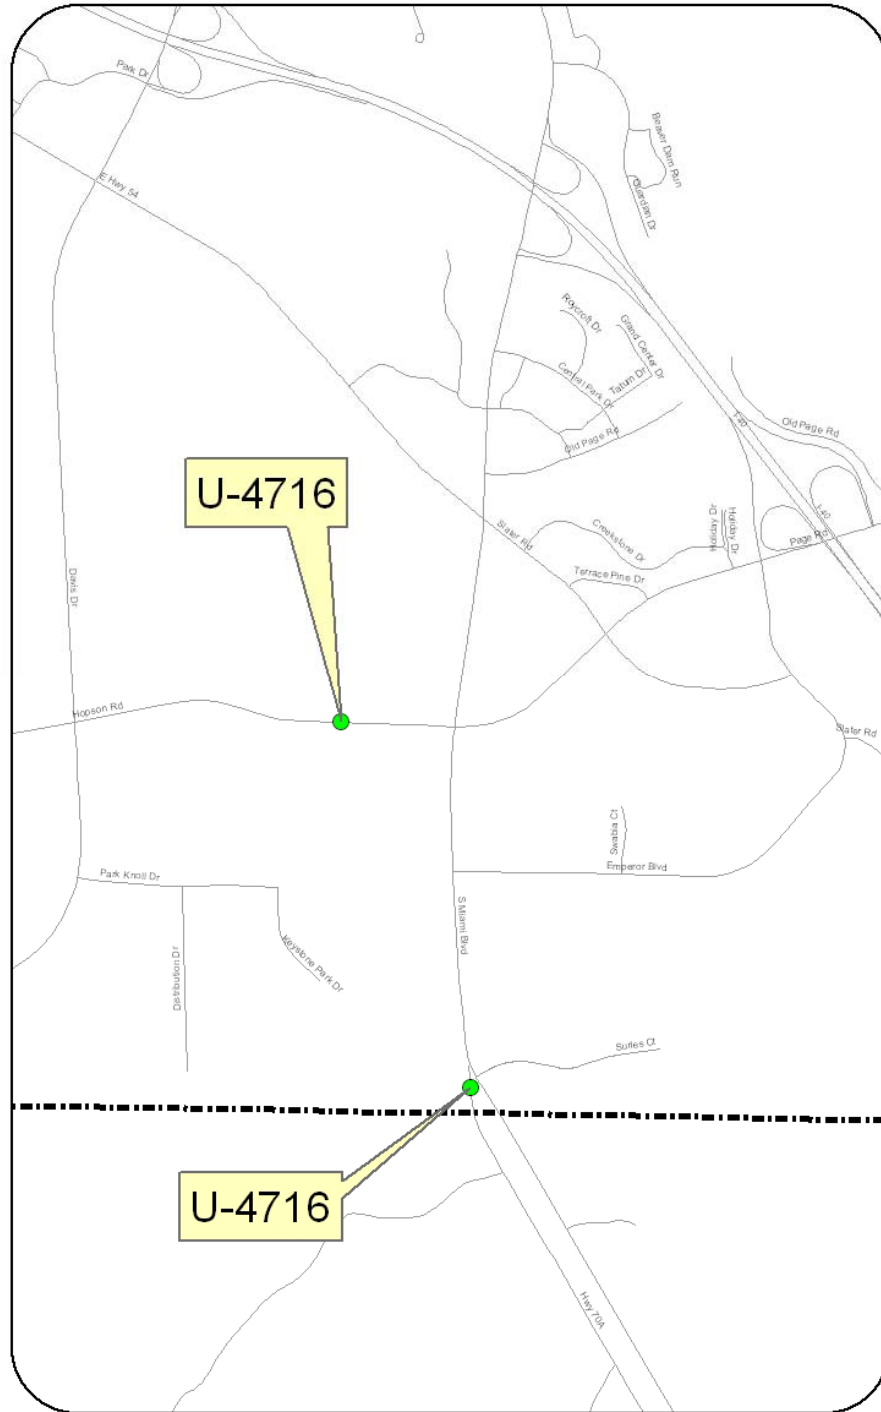 Park Dr
E Hwy 54
Beaver Dam Run
Guardian Dr
Roycroft Dr
Grand Center Dr
Central Park Dr
Tatum Dr
Old Page Rd
I-40
Old Page Rd
U-4716
Slater Rd
Creekstone Dr
Holiday Dr
Holiday Dr
I-40
Page Rd
Terrace Pine Dr
Davis Dr
Hopson Rd
Slater Rd
Swabia Ct
Emperor Blvd
Park Knoll Dr
S Miami Blvd
Keystone Park Dr
Distribution Dr
Surles Ct
U-4716
Hwy 70A